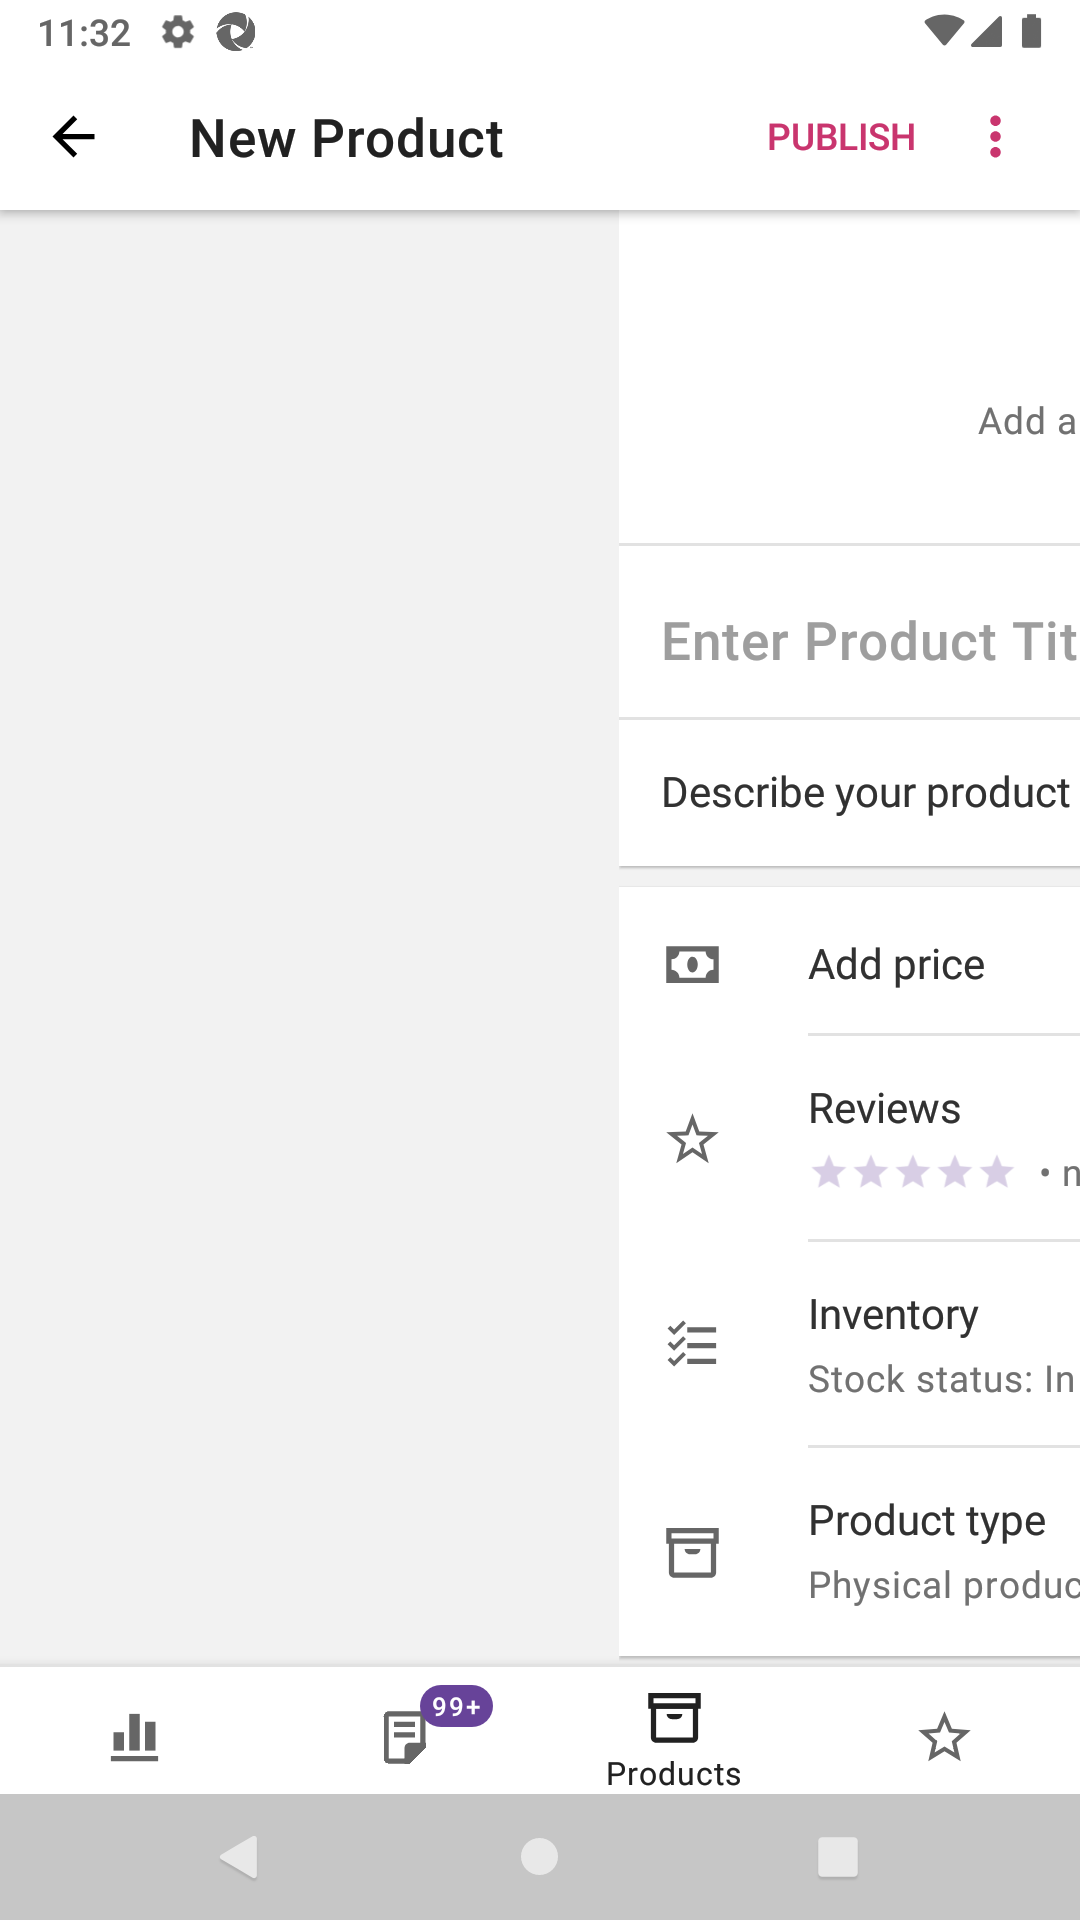 11:32
New Product
PUBLISH
Add a
Enter Product Tit
Describe your product
Add price
Reviews
• n
Inventory
Stock status: In
Product type
Physical produc
99+
Products